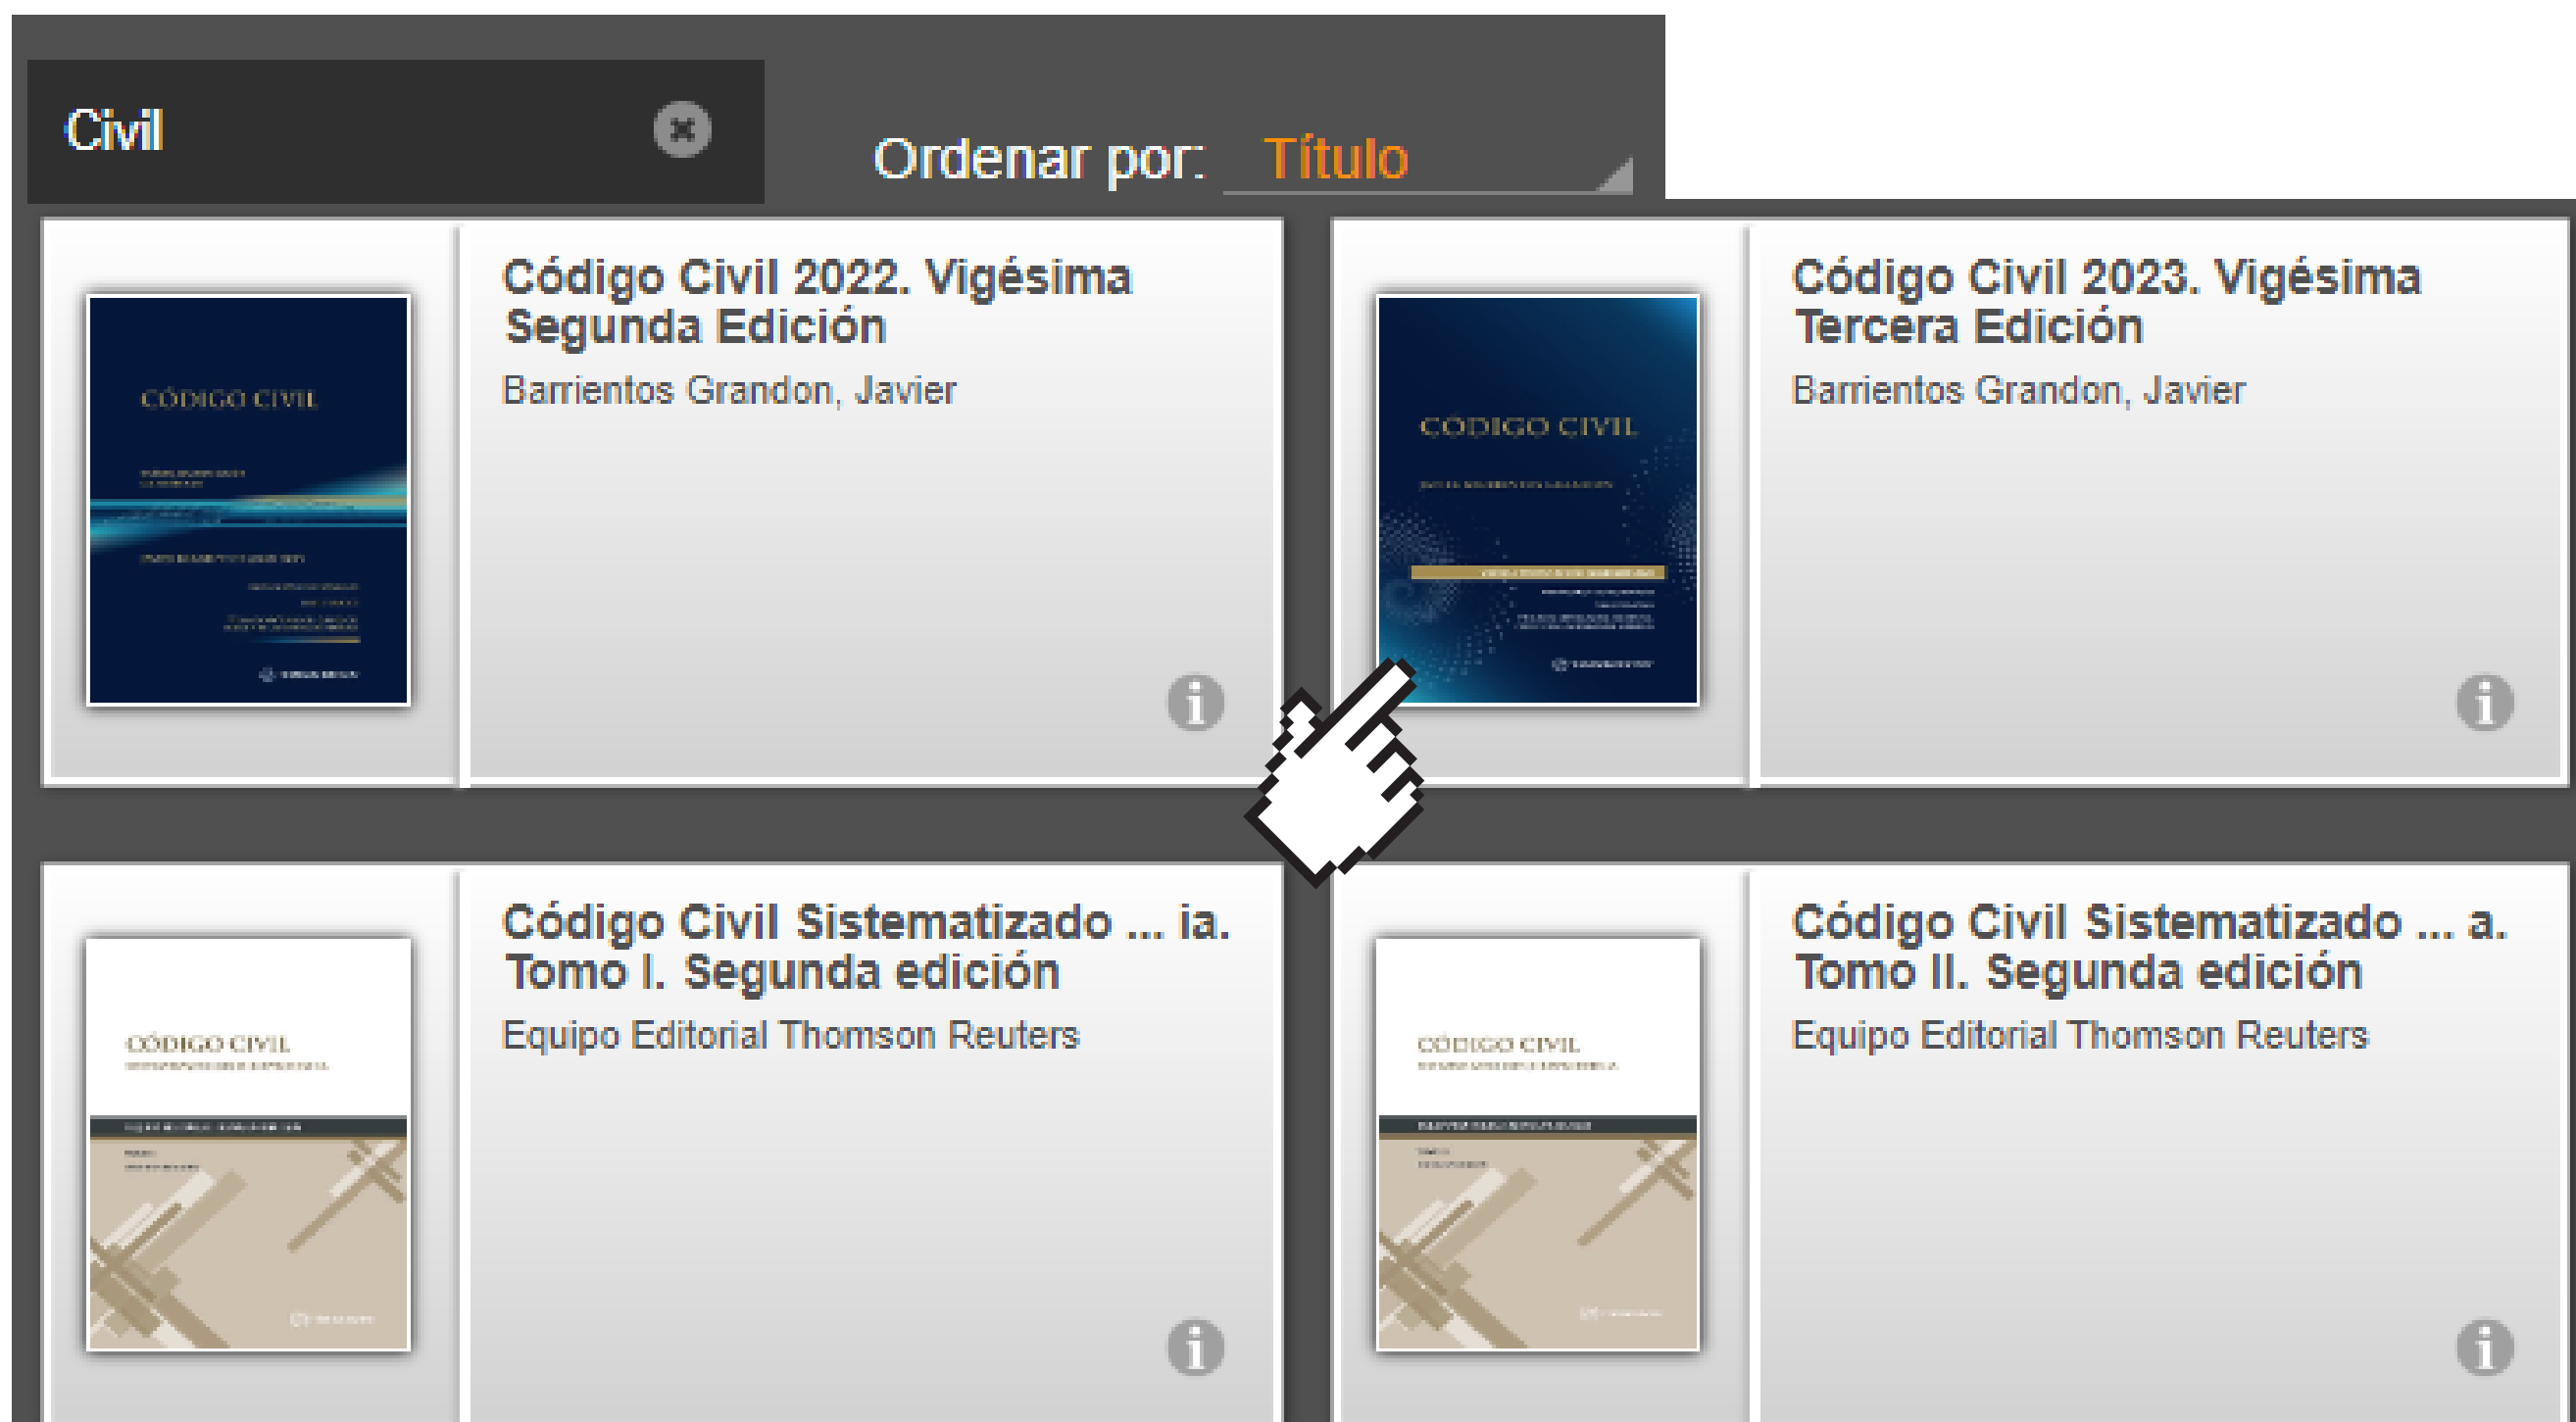 Civil
Ordenar por: Título
Código Civil 2022. Vigésima
Segunda Edición
Barrientos Grandon, Javier
CÓDIGO CIVIL
Código Civil 2023. Vigésima
Tercera Edición
Barrientos Grandon, Javier
CÓDIGO CIVIL
Código Civil Sistematizado ... ia.
Tomo I. Segunda edición
Equipo Editorial Thomson Reuters
CÓDIGO CIVIL
Código Civil Sistematizado ... a.
Tomo II. Segunda edición
Equipo Editorial Thomson Reuters
CÓDIGO CIVIL